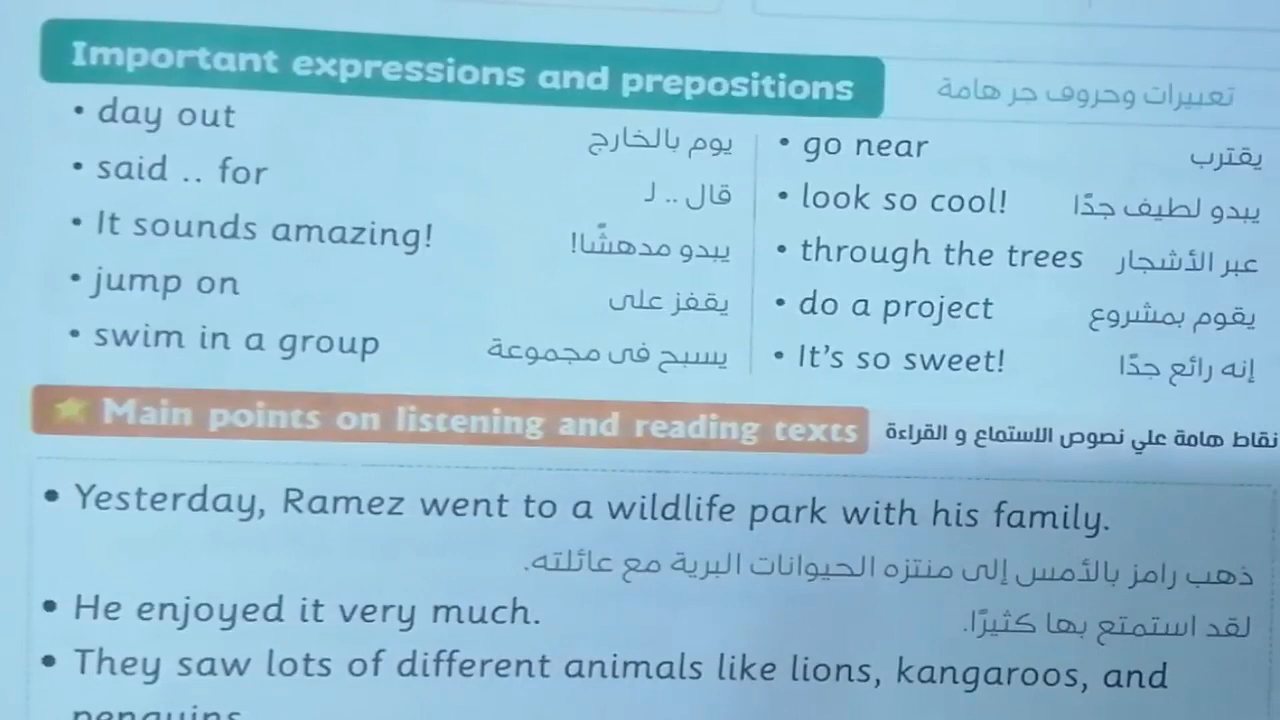 Important expressions and prepositions
تعبيرات وحروف جر هامة
• day out يوم بالخارج
• said .. for قال .. لـ
• It sounds amazing! يبدو مدهشًا!
• jump on يقفز على
• swim in a group يسبح فى مجموعة
• go near يقترب
• look so cool! يبدو لطيف جدًا
• through the trees عبر الأشجار
• do a project يقوم بمشروع
• It's so sweet! إنه رائع جدًا
Main points on listening and reading texts
نقاط هامة علي نصوص الاستماع و القراءة
• Yesterday, Ramez went to a wildlife park with his family.
ذهب رامز بالأمس إلى منتزه الحيوانات البرية مع عائلته.
• He enjoyed it very much. لقد استمتع بها كثيرًا.
• They saw lots of different animals like lions, kangaroos, and
penguins